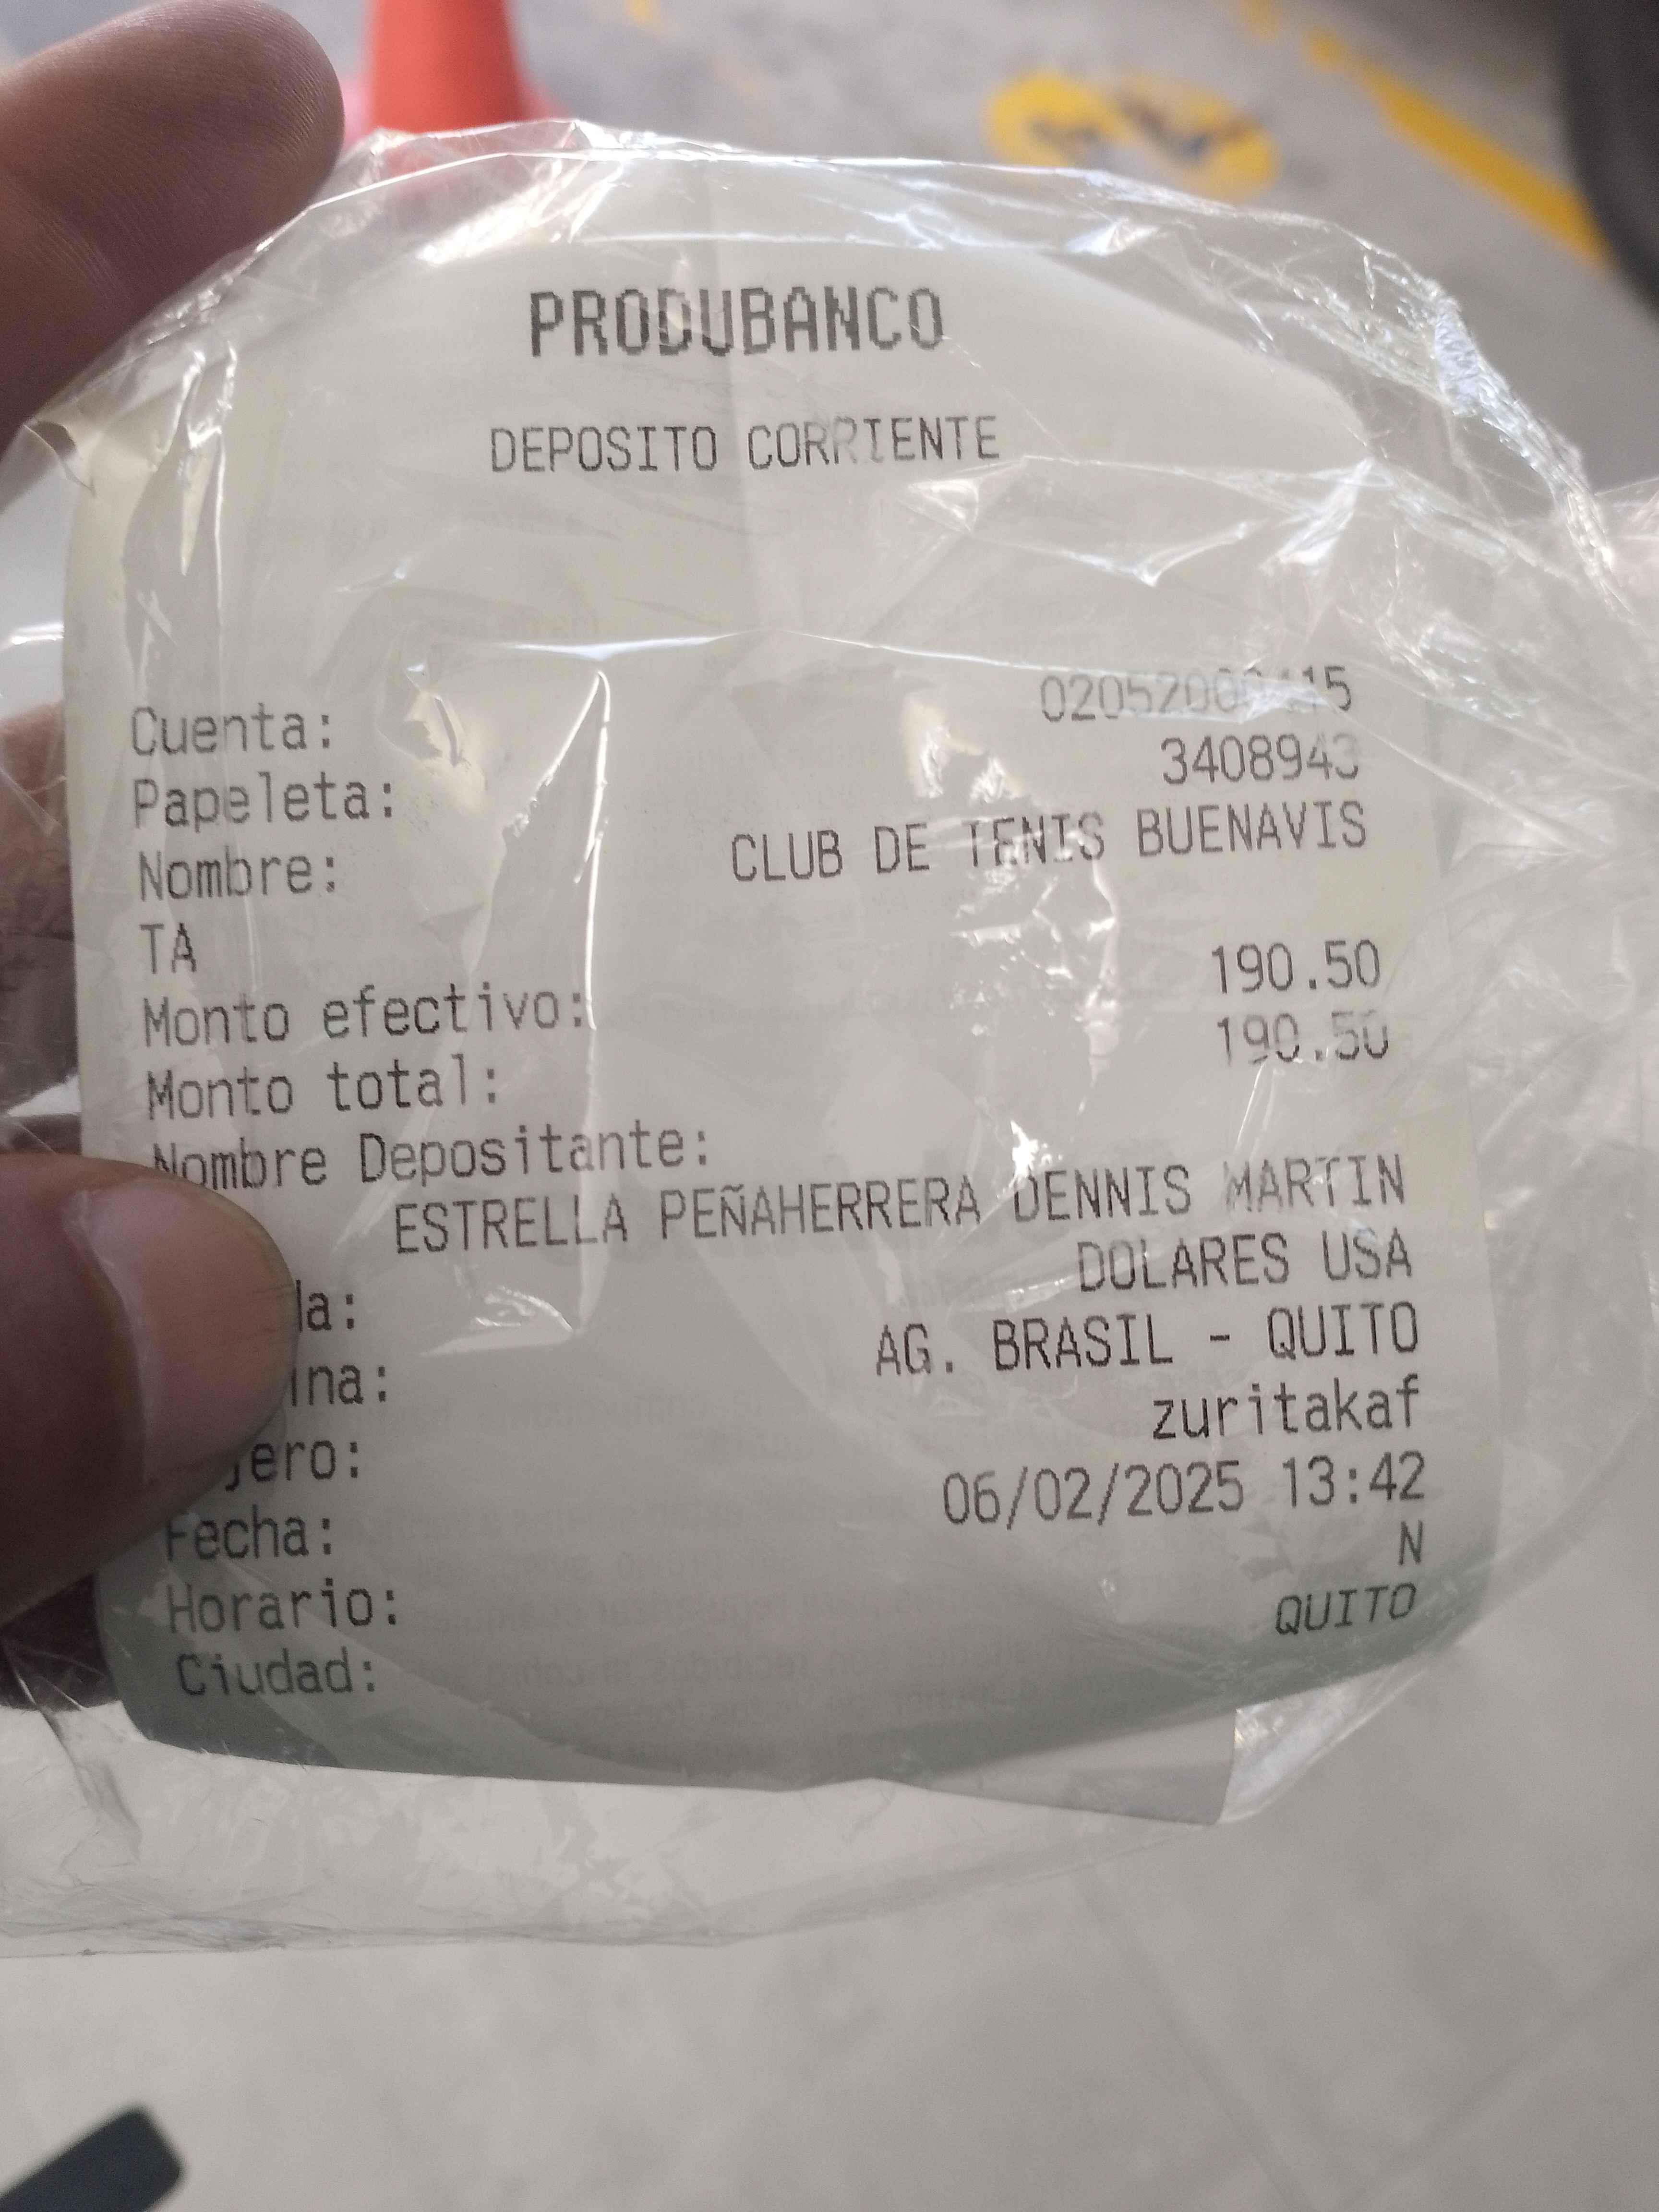 PRODUBANCO
DEPOSITO CORRIENTE
Cuenta:
Papeleta: 3408943
Nombre: CLUB DE TENIS BUENAVIS
TA
Monto efectivo: 190.50
Monto total: 190.50
Nombre Depositante:
ESTRELLA PEÑAHERRERA DENNIS MARTIN
DOLARES USA
AG. BRASIL - QUITO
zuritakaf
Fecha: 06/02/2025 13:42
Horario: N
Ciudad: QUITO